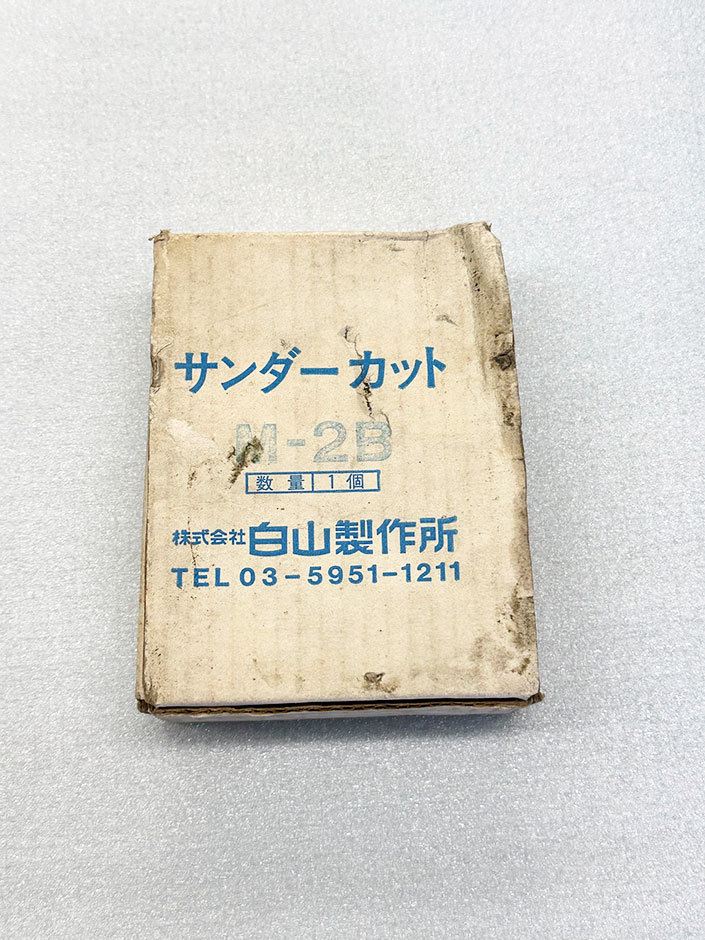 サンダーカット
M-2B
数量 1個
株式会社 白山製作所
TEL 03-5951-1211